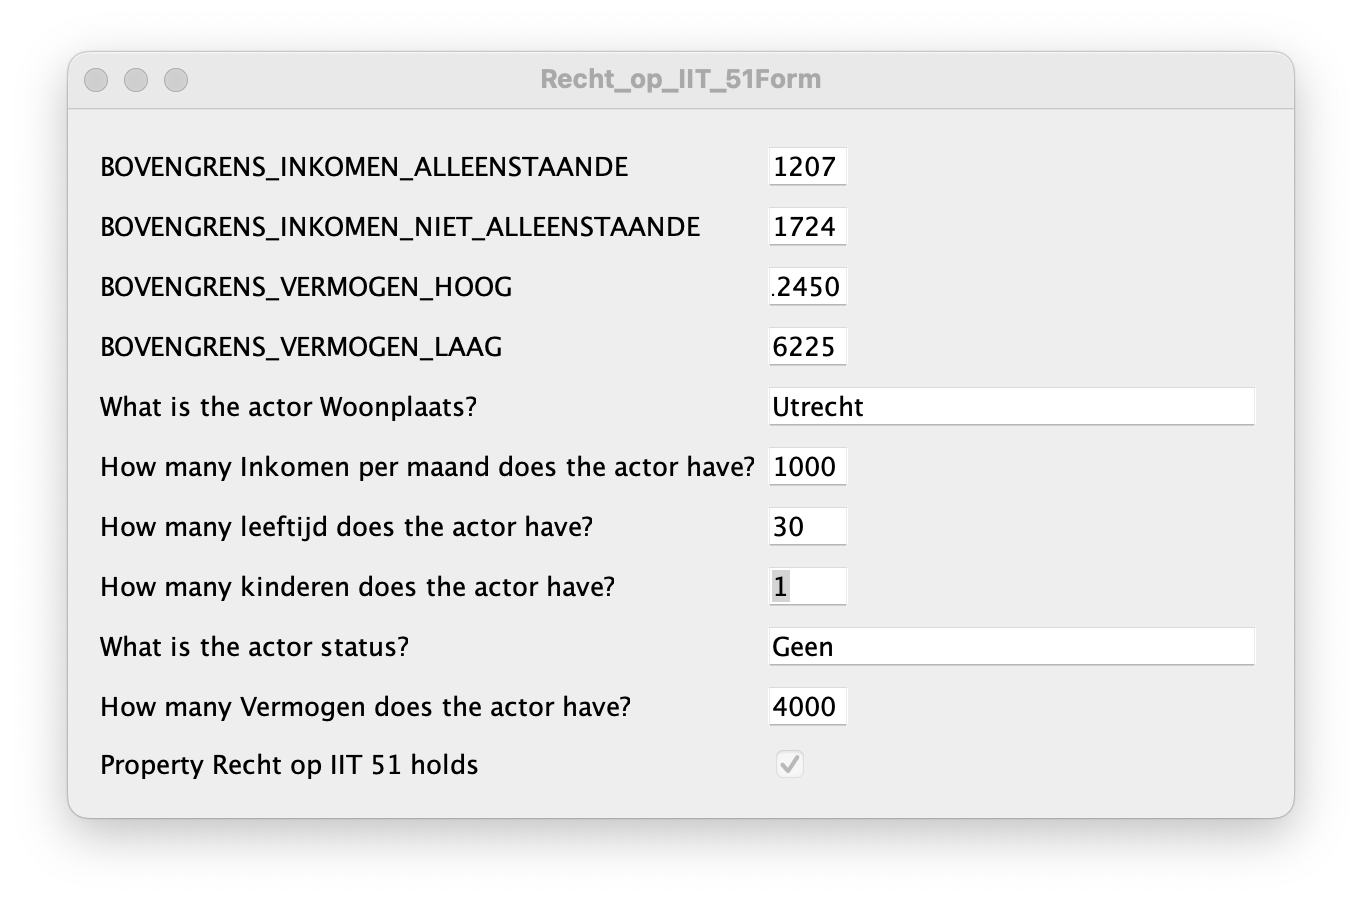 Recht_op_IIT_51Form
BOVENGRENS_INKOMEN_ALLEENSTAANDE 1207
BOVENGRENS_INKOMEN_NIET_ALLEENSTAANDE 1724
BOVENGRENS_VERMOGEN_HOOG .2450
BOVENGRENS_VERMOGEN_LAAG 6225
What is the actor Woonplaats? Utrecht
How many Inkomen per maand does the actor have? 1000
How many leeftijd does the actor have? 30
How many kinderen does the actor have? 1
What is the actor status? Geen
How many Vermogen does the actor have? 4000
Property Recht op IIT 51 holds